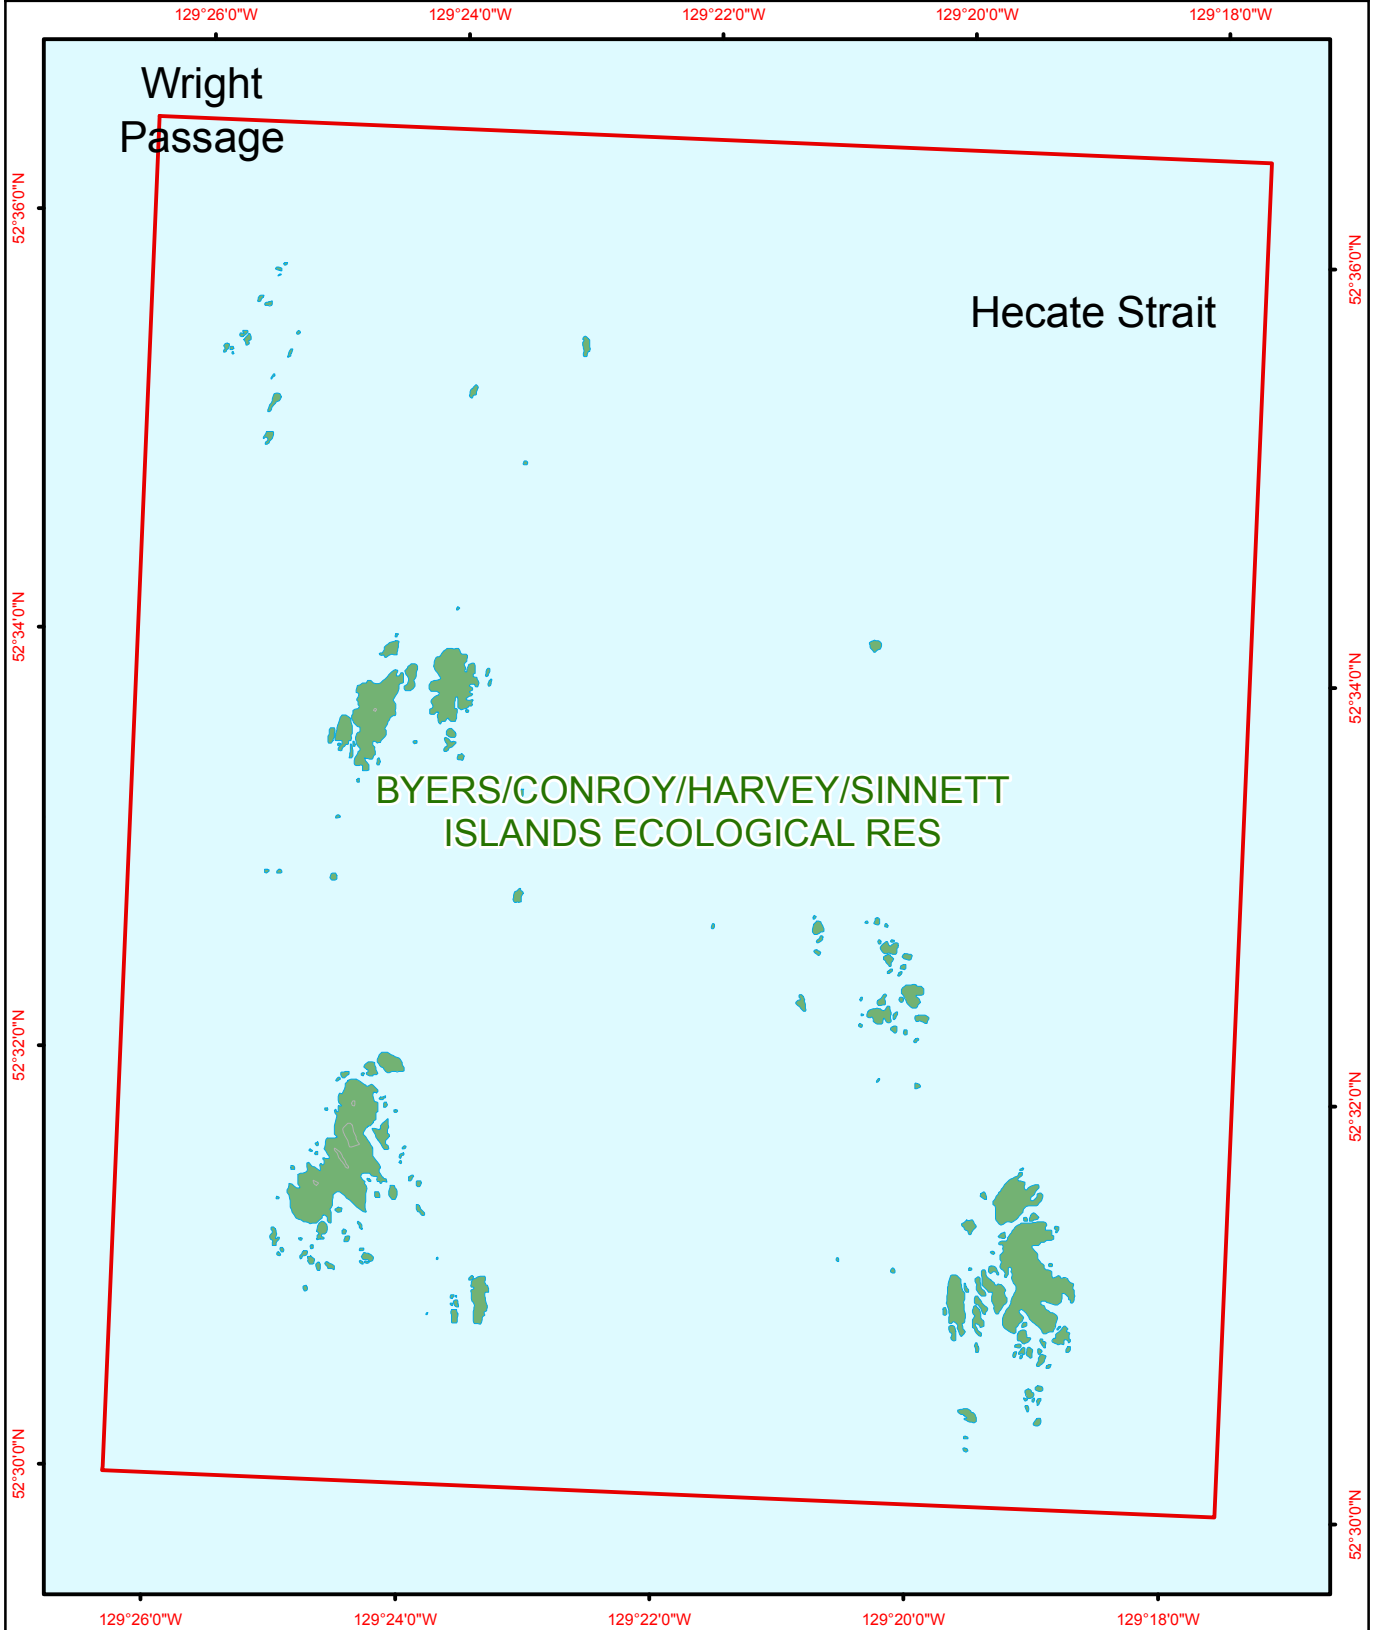 129°26'0"W 129°24'0"W 129°22'0"W 129°20'0"W 129°18'0"W
Wright
Passage
52°36'0"N
52°36'0"N
Hecate Strait
52°34'0"N
52°34'0"N
BYERS/CONROY/HARVEY/SINNETT
ISLANDS ECOLOGICAL RES
52°32'0"N
52°32'0"N
52°30'0"N
52°30'0"N
129°26'0"W 129°24'0"W 129°22'0"W 129°20'0"W 129°18'0"W